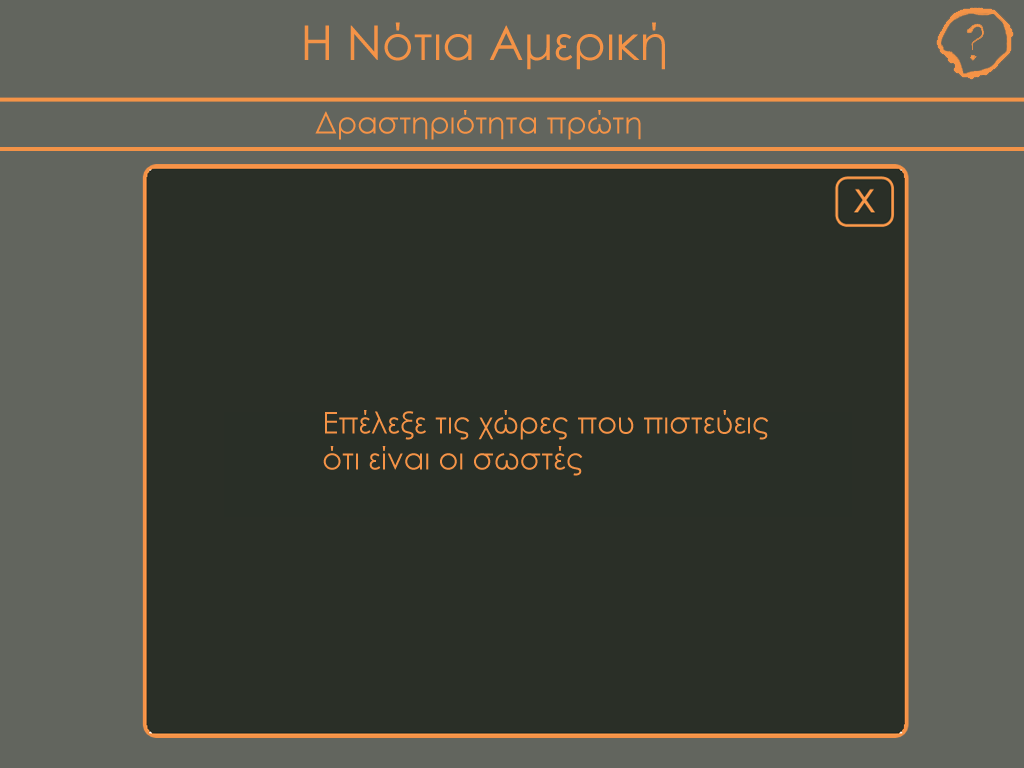 Η Νότια Αμερική
?
Δραστηριότητα πρώτη
X
Επέλεξε τις χώρες που πιστεύεις
ότι είναι οι σωστές